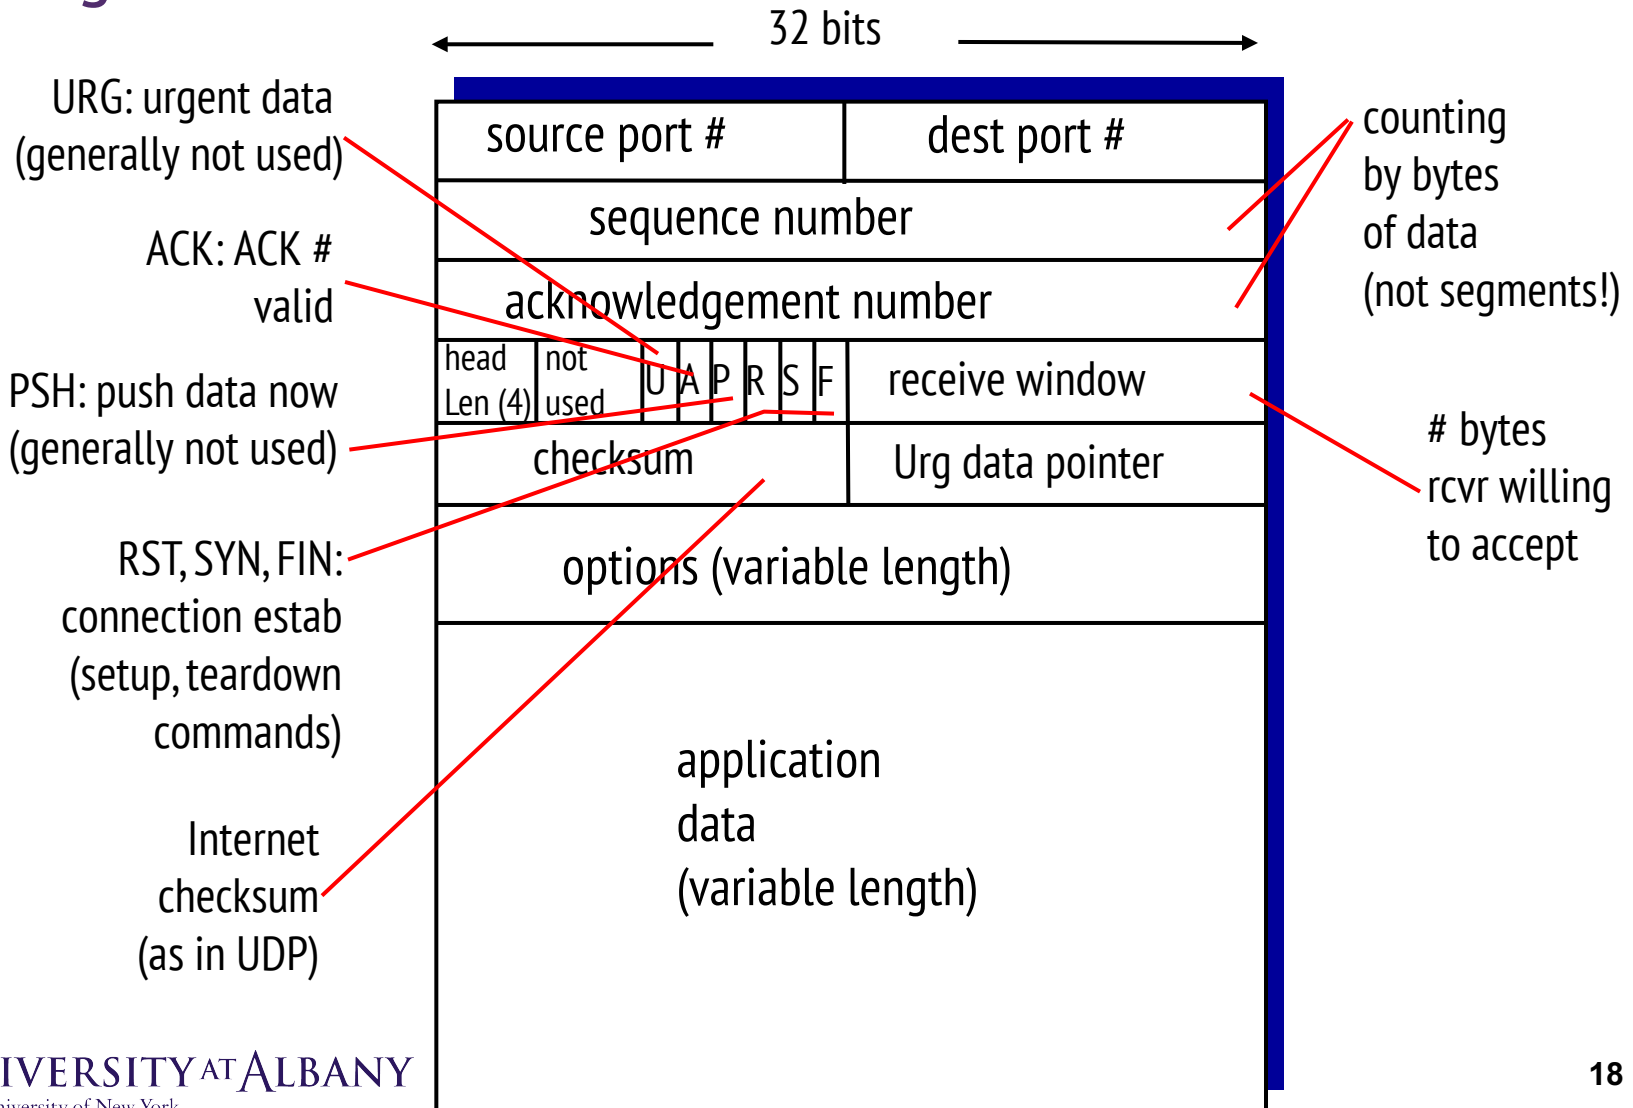 32 bits
URG: urgent data
(generally not used)
ACK: ACK #
valid
PSH: push data now
(generally not used)
RST, SYN, FIN:
connection estab
(setup, teardown
commands)
Internet
checksum
(as in UDP)
source port #
dest port #
sequence number
acknowledgement number
head
Len (4)
not
used
U A P R S F
receive window
checksum
Urg data pointer
options (variable length)
application
data
(variable length)
counting
by bytes
of data
(not segments!)
# bytes
rcvr willing
to accept
IVERSITY AT ALBANY
of New York
18